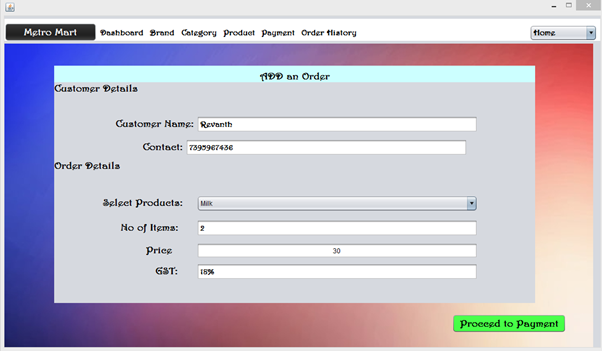 Metro Mart Dashboard Brand Category Product Payment Order History Home
ADD an Order
Customer Details
Customer Name: Revanth
Contact: 7395967436
Order Details
Select Products: Milk
No of Items: 2
Price 30
GST: 18%
Proceed to Payment